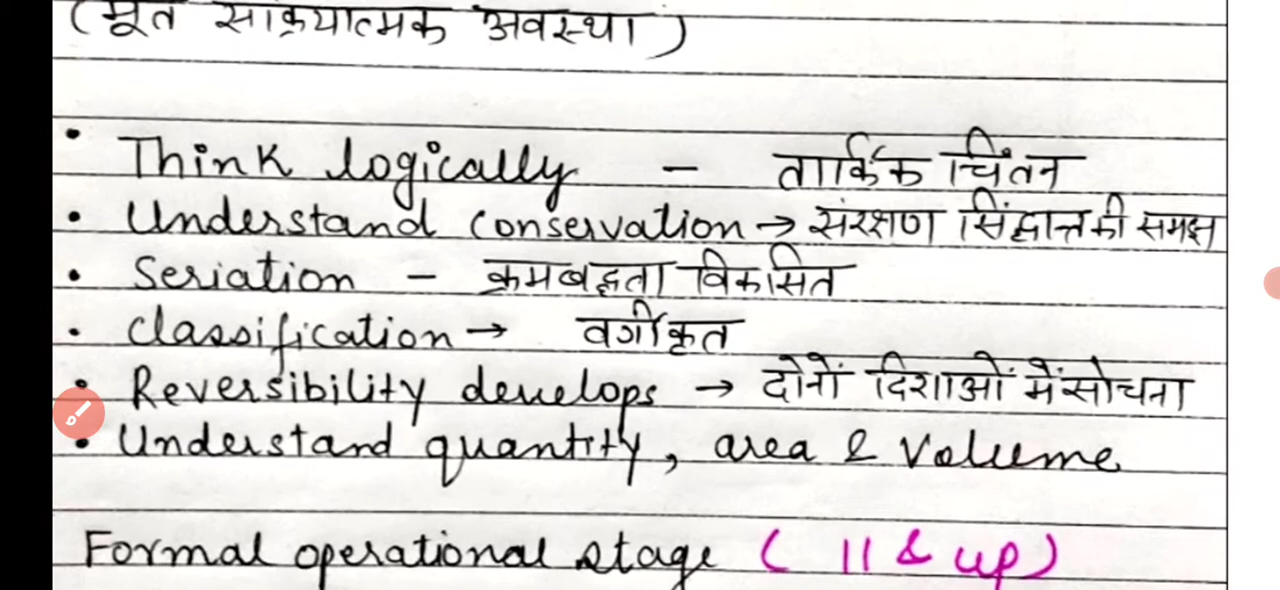 (मूर्त सांक्रियात्मक अवस्था)
• Think logically - तार्किक चिंतन
• Understand conservation → संरक्षण सिंद्धान्त की समझ
• Seriation - क्रमबद्धता विकसित
• Classification → वर्गीकृत
• Reversibility develops → दोनों दिशाओं में सोचना
• Understand quantity, area & Volume
Formal operational stage ( 11 & up)